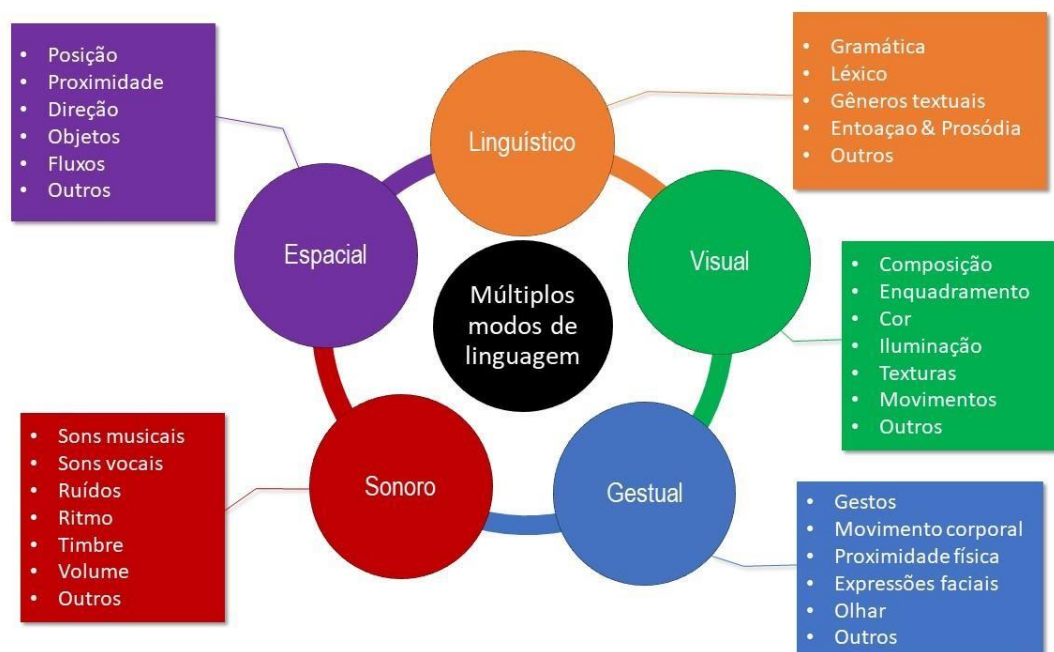 • Posição
• Proximidade
• Direção
• Objetos
• Fluxos
• Outros
Linguístico
• Gramática
• Léxico
• Gêneros textuais
• Entoaçao & Prosódia
• Outros
Espacial
Visual
Múltiplos
modos de
linguagem
• Composição
• Enquadramento
• Cor
• Iluminação
• Texturas
• Movimentos
• Outros
• Sons musicais
• Sons vocais
• Ruídos
• Ritmo
• Timbre
• Volume
• Outros
Sonoro
Gestual
• Gestos
• Movimento corporal
• Proximidade física
• Expressões faciais
• Olhar
• Outros